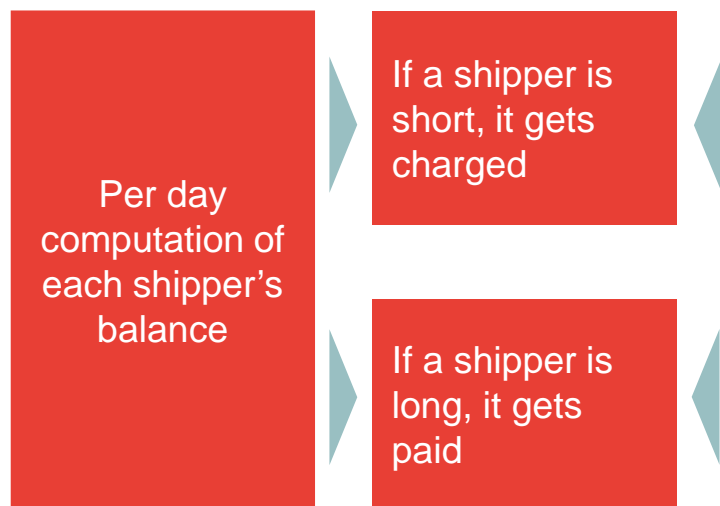 Per day
computation of
each shipper’s
balance
If a shipper is
short, it gets
charged
If a shipper is
long, it gets
paid